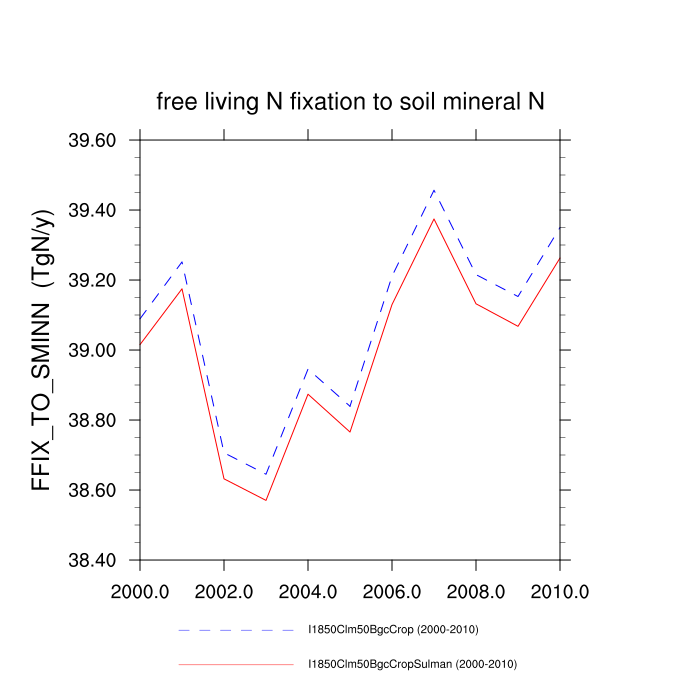 free living N fixation to soil mineral N
FFIX_TO_SMINN (TgN/y)
39.60
39.40
39.20
39.00
38.80
38.60
38.40
2000.0 2002.0 2004.0 2006.0 2008.0 2010.0
I1850Clm50BgcCrop (2000-2010)
I1850Clm50BgcCropSulman (2000-2010)